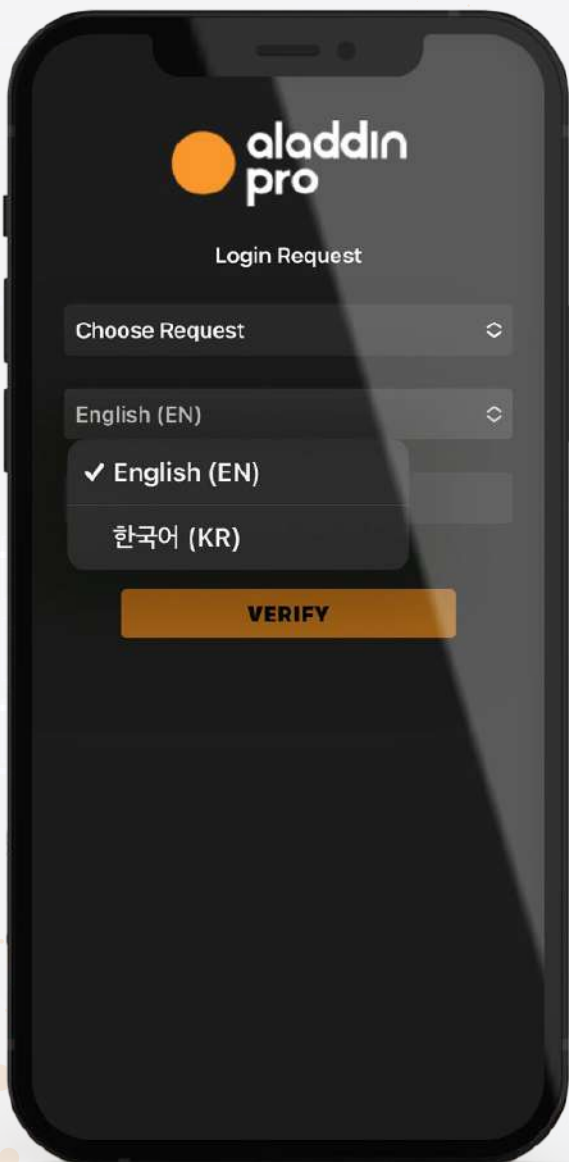 aladdin
pro
Login Request
Choose Request
English (EN)
✓ English (EN)
한국어 (KR)
VERIFY